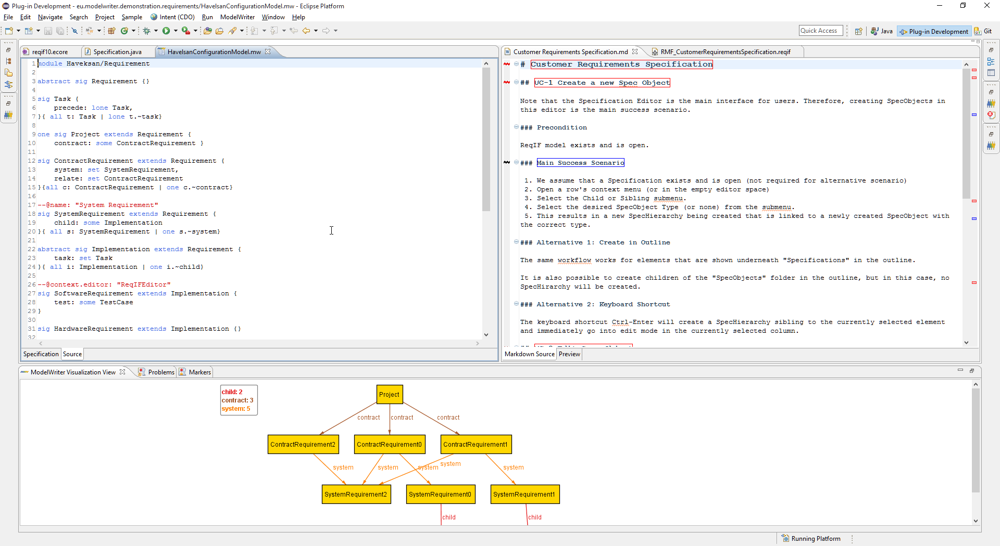 Plug-in Development - eu.modelwriter.demonstration.requirements/HavelsanConfigurationModel.mw - Eclipse Platform
File Edit Navigate Search Project Sample Intent (CDO) Run ModelWriter Window Help
Quick Access Java Plug-in Development Git
reqif10.ecore Specification.java HavelsanConfigurationModel.mw
1 module Haveksan/Requirement
2
3 abstract sig Requirement {}
4
5 sig Task {
6 precede: lone Task,
7 }{ all t: Task | lone t.~task}
8
9 one sig Project extends Requirement {
10 contract: some ContractRequirement }
11
12 sig ContractRequirement extends Requirement {
13 system: set SystemRequirement,
14 relate: set ContractRequirement
15 }{all c: ContractRequirement | one c.~contract}
16
17 --@name: "System Requirement"
18 sig SystemRequirement extends Requirement {
19 child: some Implementation
20 }{ all s: SystemRequirement | one s.~system}
21
22 abstract sig Implementation extends Requirement {
23 task: set Task
24 }{ all i: Implementation | one i.~child}
25
26 --@context.editor: "ReqIFEditor"
27 sig SoftwareRequirement extends Implementation {
28 test: some TestCase
29 }
30
31 sig HardwareRequirement extends Implementation {}
32
Specification Source
Customer Requirements Specification.md RMF_CustomerRequirementsSpecification.reqif
# Customer Requirements Specification
## UC-1 Create a new Spec Object
Note that the Specification Editor is the main interface for users. Therefore, creating SpecObjects in
this editor is the main success scenario.
### Precondition
ReqIF model exists and is open.
### Main Success Scenario
1. We assume that a Specification exists and is open (not required for alternative scenario)
2. Open a row's context menu (or in the empty editor space)
3. Select the Child or Sibling submenu.
4. Select the desired SpecObject Type (or none) from the submenu.
5. This results in a new SpecHierarchy being created that is linked to a newly created SpecObject with
the correct type.
### Alternative 1: Create in Outline
The same workflow works for elements that are shown underneath "Specifications" in the outline.
It is also possible to create children of the "SpecObjects" folder in the outline, but in this case, no
SpecHirarchy will be created.
### Alternative 2: Keyboard Shortcut
The keyboard shortcut Ctrl-Enter will create a SpecHierarchy sibling to the currently selected element
and immediately go into edit mode in the currently selected column.
Markdown Source Preview
ModelWriter Visualization View Problems Markers
child: 2
contract: 3
system: 5
Project
contract contract contract
ContractRequirement2 ContractRequirement0 ContractRequirement1
system system system system system
SystemRequirement2 SystemRequirement0 SystemRequirement1
child child
Running Platform